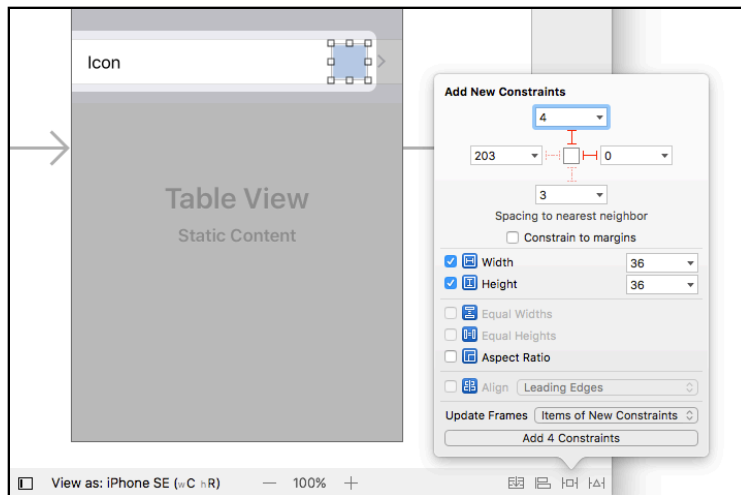 Icon
Table View
Static Content
Add New Constraints
4
203
0
3
Spacing to nearest neighbor
Constrain to margins
Width 36
Height 36
Equal Widths
Equal Heights
Aspect Ratio
Align Leading Edges
Update Frames Items of New Constraints
Add 4 Constraints
View as: iPhone SE (wC hR) — 100% +